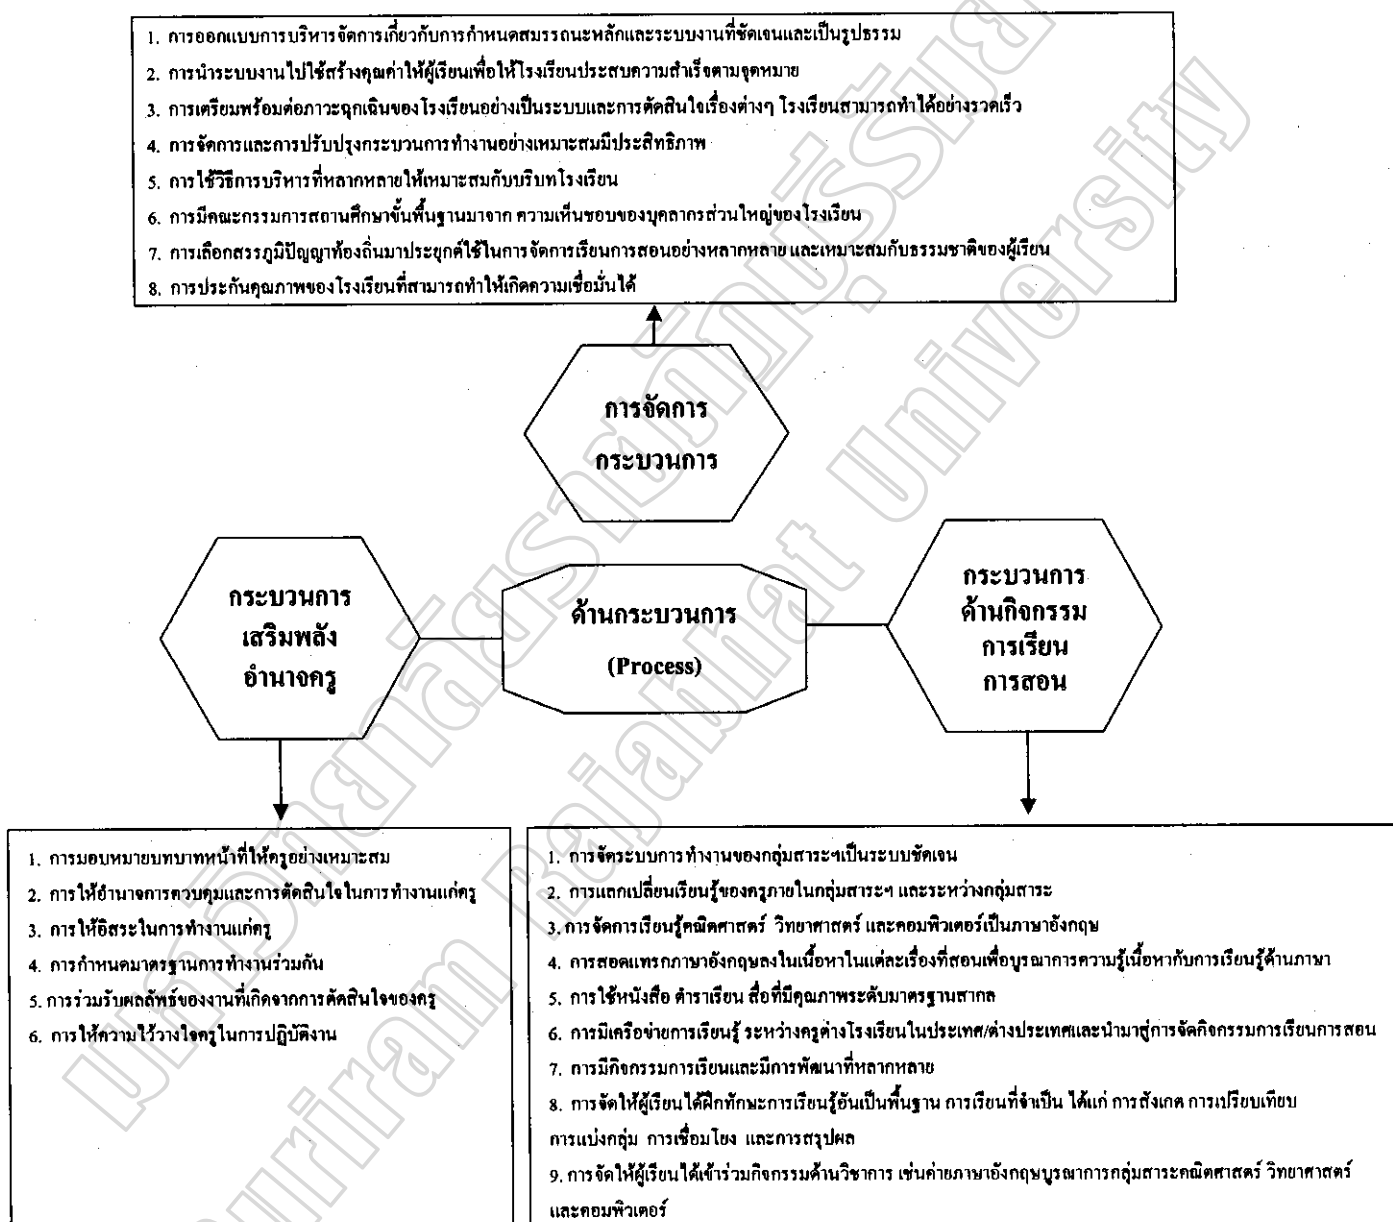 1. การออกแบบการบริหารจัดการเกี่ยวกับการกำหนดสมรรถนะหลักและระบบงานที่ชัดเจนและเป็นรูปธรรม
2. การนำระบบงานไปใช้สร้างคุณค่าให้ผู้เรียนเพื่อให้โรงเรียนประสบความสำเร็จตามจุดหมาย
3. การเตรียมพร้อมต่อภาวะฉุกเฉินของโรงเรียนอย่างเป็นระบบและการตัดสินใจเรื่องต่างๆ โรงเรียนสามารถทำได้อย่างรวดเร็ว
4. การจัดการและการปรับปรุงกระบวนการทำงานอย่างเหมาะสมมีประสิทธิภาพ
5. การใช้วิธีการบริหารที่หลากหลายให้เหมาะสมกับบริบทโรงเรียน
6. การมีคณะกรรมการสถานศึกษาขั้นพื้นฐานมาจาก ความเห็นชอบของบุคลากรส่วนใหญ่ของโรงเรียน
7. การเลือกสรรภูมิปัญญาท้องถิ่นมาประยุกต์ใช้ในการจัดการเรียนการสอนอย่างหลากหลาย และเหมาะสมกับธรรมชาติของผู้เรียน
8. การประกันคุณภาพของโรงเรียนที่สามารถทำให้เกิดความเชื่อมั่นได้
การจัดการ
กระบวนการ
กระบวนการ
เสริมพลัง
อำนาจครู
ด้านกระบวนการ
(Process)
กระบวนการ
ด้านกิจกรรม
การเรียน
การสอน
1. การมอบหมายบทบาทหน้าที่ให้ครูอย่างเหมาะสม
2. การให้อำนาจการควบคุมและการตัดสินใจในการทำงานแก่ครู
3. การให้อิสระในการทำงานแก่ครู
4. การกำหนดมาตรฐานการทำงานร่วมกัน
5. การร่วมรับผลลัพธ์ของงานที่เกิดจากการตัดสินใจของครู
6. การให้ความไว้วางใจครูในการปฏิบัติงาน
1. การจัดระบบการทำงานของกลุ่มสาระฯเป็นระบบชัดเจน
2. การแลกเปลี่ยนเรียนรู้ของครูภายในกลุ่มสาระฯ และระหว่างกลุ่มสาระ
3. การจัดการเรียนรู้คณิตศาสตร์ วิทยาศาสตร์ และคอมพิวเตอร์เป็นภาษาอังกฤษ
4. การสอดแทรกภาษาอังกฤษลงในเนื้อหาในแต่ละเรื่องที่สอนเพื่อบูรณาการความรู้เนื้อหากับการเรียนรู้ด้านภาษา
5. การใช้หนังสือ ตำราเรียน สื่อที่มีคุณภาพระดับมาตรฐานสากล
6. การมีเครือข่ายการเรียนรู้ ระหว่างครูต่างโรงเรียนในประเทศ/ต่างประเทศและนำมาสู่การจัดกิจกรรมการเรียนการสอน
7. การมีกิจกรรมการเรียนและมีการพัฒนาที่หลากหลาย
8. การจัดให้ผู้เรียนได้ฝึกทักษะการเรียนรู้อันเป็นพื้นฐาน การเรียนที่จำเป็น ได้แก่ การสังเกต การเปรียบเทียบ
การแบ่งกลุ่ม การเชื่อมโยง และการสรุปผล
9. การจัดให้ผู้เรียนได้เข้าร่วมกิจกรรมด้านวิชาการ เช่นค่ายภาษาอังกฤษบูรณาการกลุ่มสาระคณิตศาสตร์ วิทยาศาสตร์
และคอมพิวเตอร์
มหาวิทยาลัยราชภัฏบุรีรัมย์
Buriram Rajabhat University